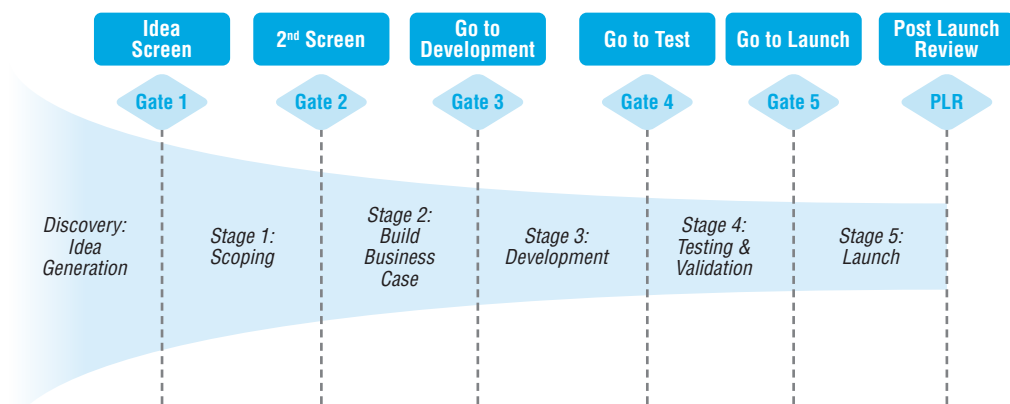 Idea
Screen
2nd Screen
Go to
Development
Go to Test
Go to Launch
Post Launch
Review
Gate 1
Gate 2
Gate 3
Gate 4
Gate 5
PLR
Discovery:
Idea
Generation
Stage 1:
Scoping
Stage 2:
Build
Business
Case
Stage 3:
Development
Stage 4:
Testing &
Validation
Stage 5:
Launch